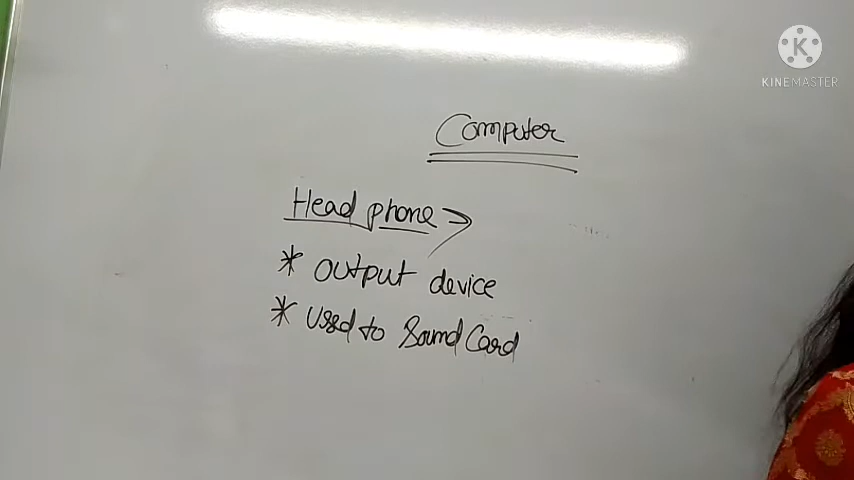 KINEMASTER
Computer
Head phone >
* output device
* used to Sound Card